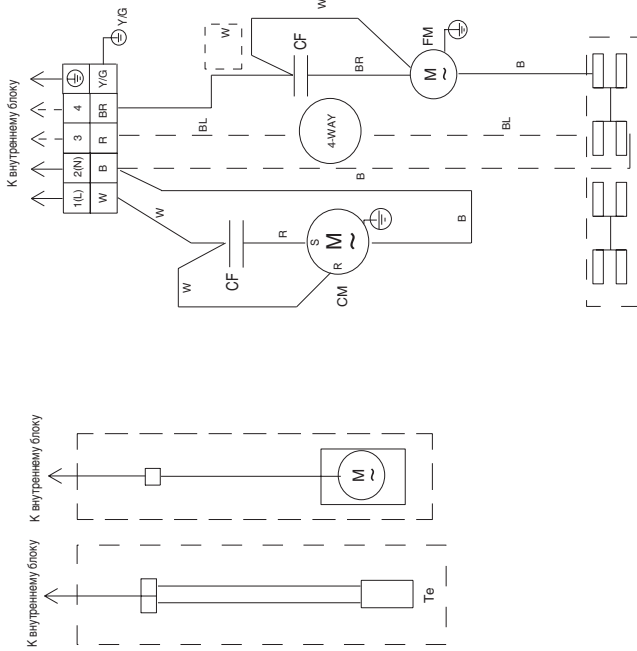 К внутреннему блоку
1(L) 2(N) 3 4
W B R BR Y/G
Y/G
W
W
BL
4-WAY
B
CF
R
S
M
~
R
CM
B
W
W
CF
BR
FM
M
~
B
BL
К внутреннему блоку
M
~
К внутреннему блоку
Te